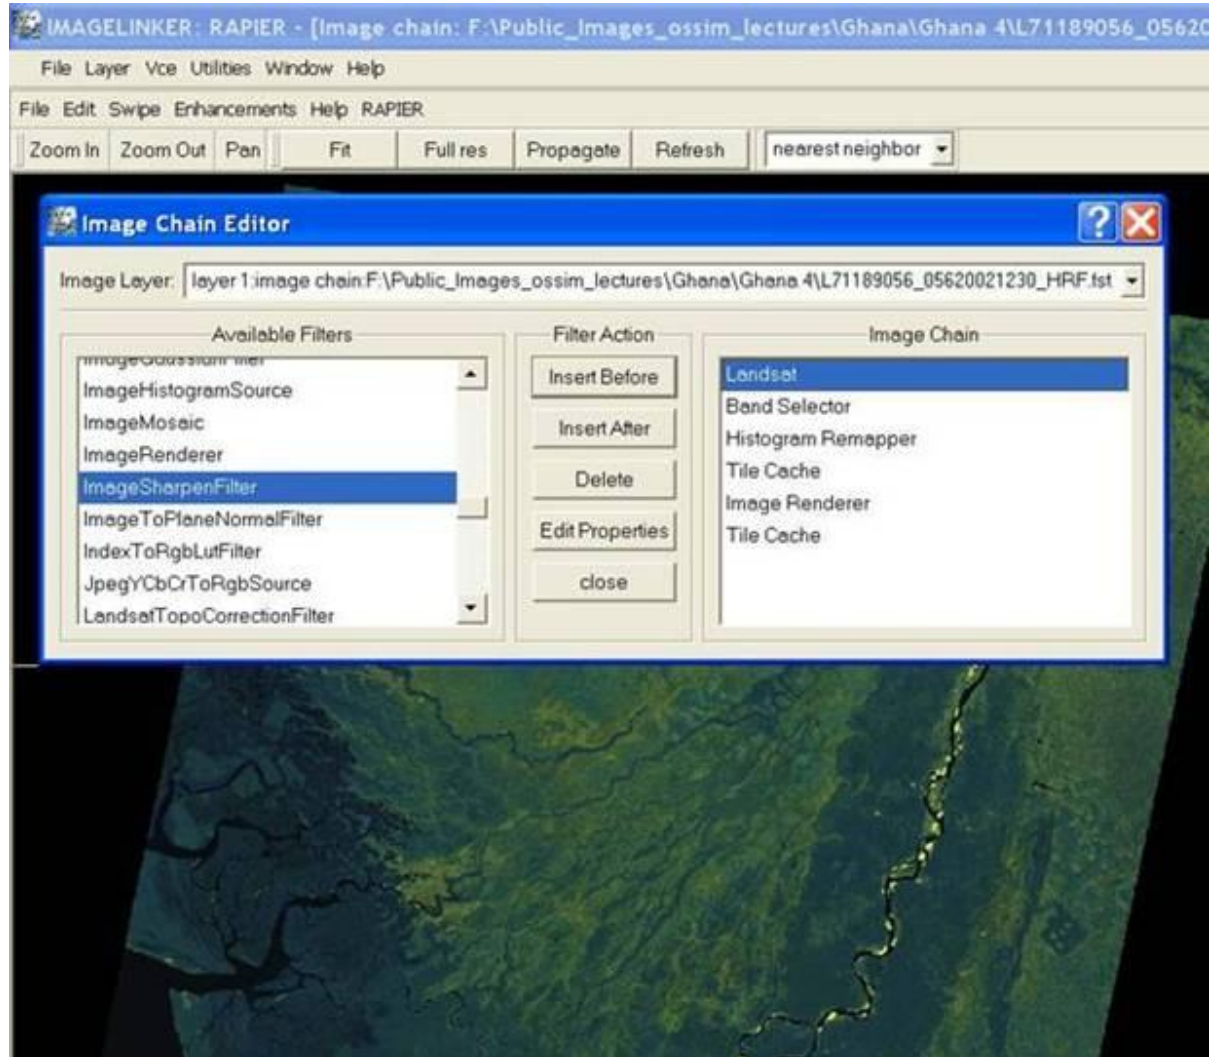 IMAGELINKER: RAPIER - [Image chain: F:\Public_Images_ossim_lectures\Ghana\Ghana 4\L71189056_05620
File Layer Vce Utilities Window Help
File Edit Swipe Enhancements Help RAPIER
Zoom In Zoom Out Pan Fit Full res Propagate Refresh nearest neighbor
Image Chain Editor
Image Layer: layer 1:image chain:F:\Public_Images_ossim_lectures\Ghana\Ghana 4\L71189056_05620021230_HRF.fst
Available Filters
ImageGaussianFilter
ImageHistogramSource
ImageMosaic
ImageRenderer
ImageSharpenFilter
ImageToPlaneNormalFilter
IndexToRgbLutFilter
JpegYCbCrToRgbSource
LandsatTopoCorrectionFilter
Filter Action
Insert Before
Insert After
Delete
Edit Properties
close
Image Chain
Landsat
Band Selector
Histogram Remapper
Tile Cache
Image Renderer
Tile Cache